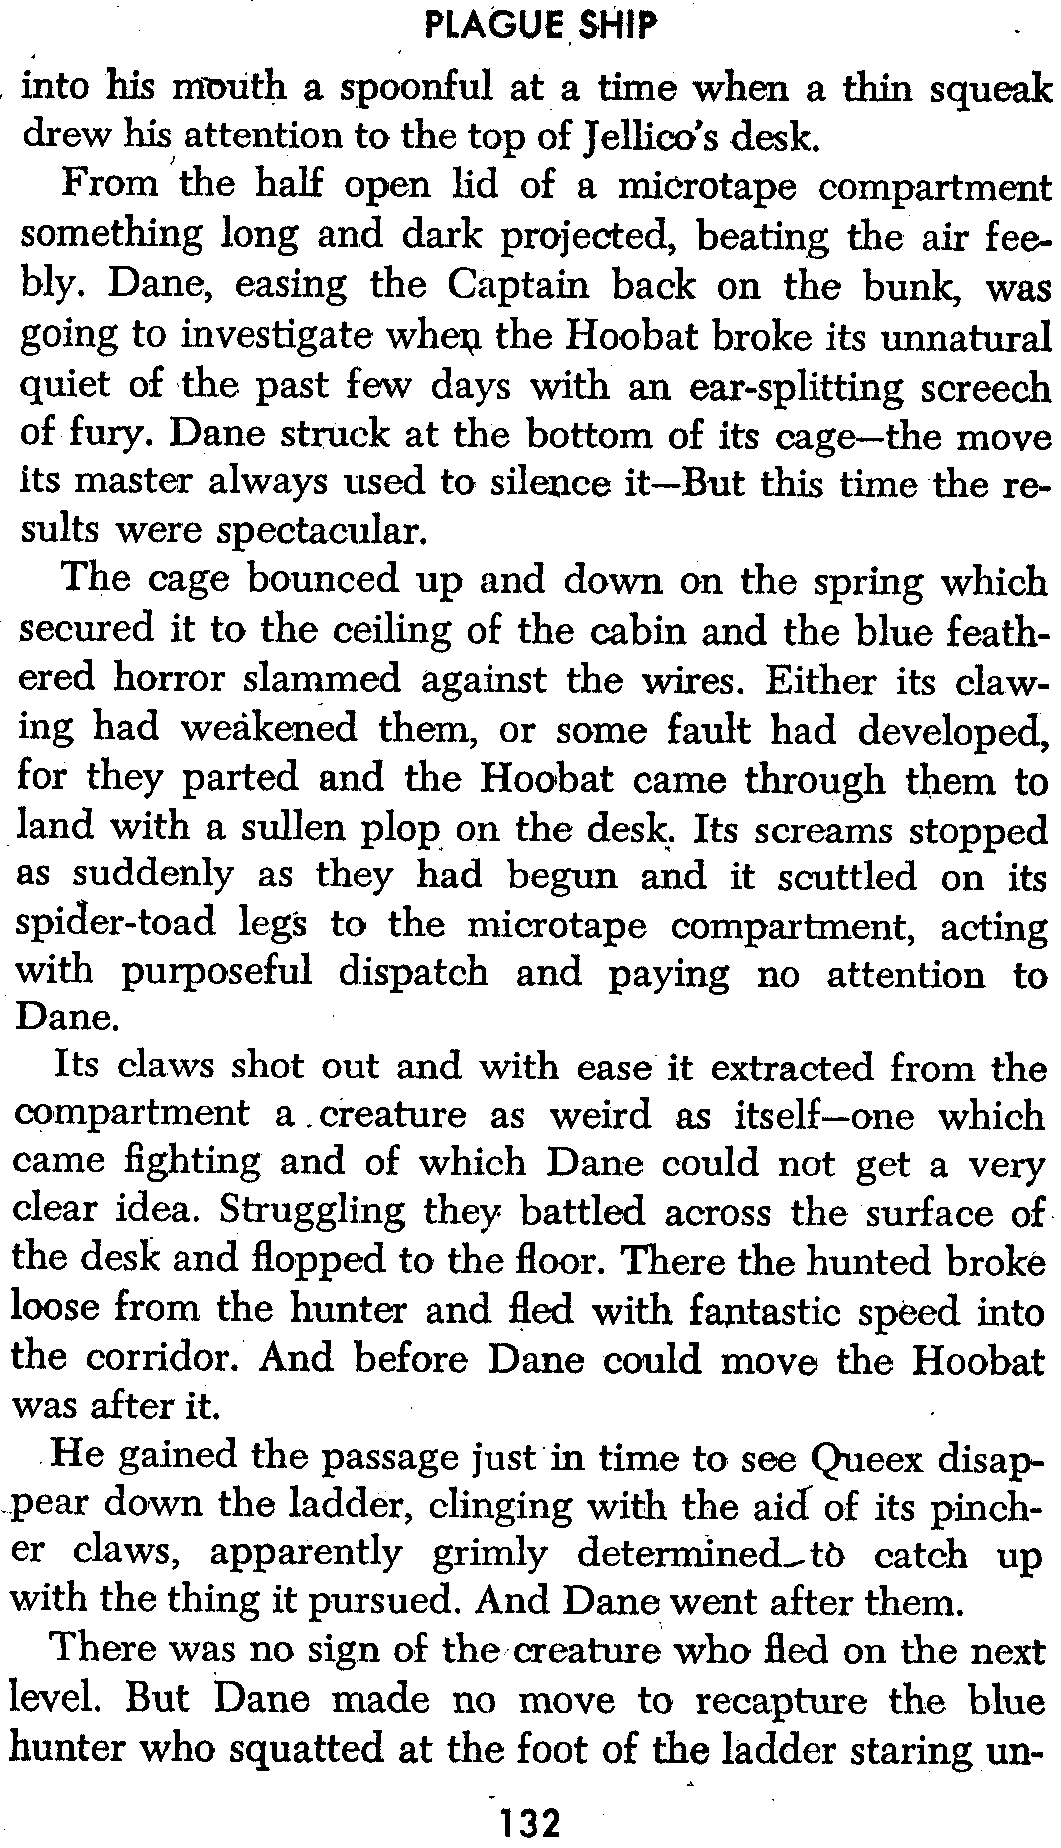 PLAGUE SHIP
into his mouth a spoonful at a time when a thin squeak
drew his attention to the top of Jellico's desk.
From the half open lid of a microtape compartment
something long and dark projected, beating the air fee-
bly. Dane, easing the Captain back on the bunk, was
going to investigate when the Hoobat broke its unnatural
quiet of the past few days with an ear-splitting screech
of fury. Dane struck at the bottom of its cage—the move
its master always used to silence it—But this time the re-
sults were spectacular.
The cage bounced up and down on the spring which
secured it to the ceiling of the cabin and the blue feath-
ered horror slammed against the wires. Either its claw-
ing had weakened them, or some fault had developed,
for they parted and the Hoobat came through them to
land with a sullen plop on the desk. Its screams stopped
as suddenly as they had begun and it scuttled on its
spider-toad legs to the microtape compartment, acting
with purposeful dispatch and paying no attention to
Dane.
Its claws shot out and with ease it extracted from the
compartment a creature as weird as itself—one which
came fighting and of which Dane could not get a very
clear idea. Struggling they battled across the surface of
the desk and flopped to the floor. There the hunted broke
loose from the hunter and fled with fantastic speed into
the corridor. And before Dane could move the Hoobat
was after it.
He gained the passage just in time to see Queex disap-
pear down the ladder, clinging with the aid of its pinch-
er claws, apparently grimly determined to catch up
with the thing it pursued. And Dane went after them.
There was no sign of the creature who fled on the next
level. But Dane made no move to recapture the blue
hunter who squatted at the foot of the ladder staring un-
132